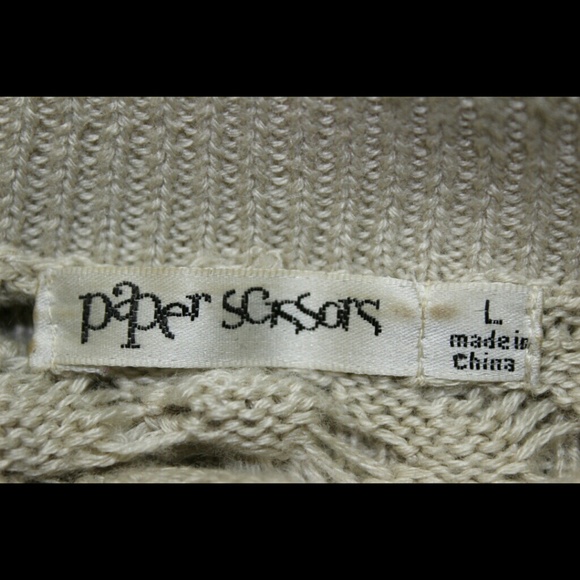 paper scissors
L
made in
china